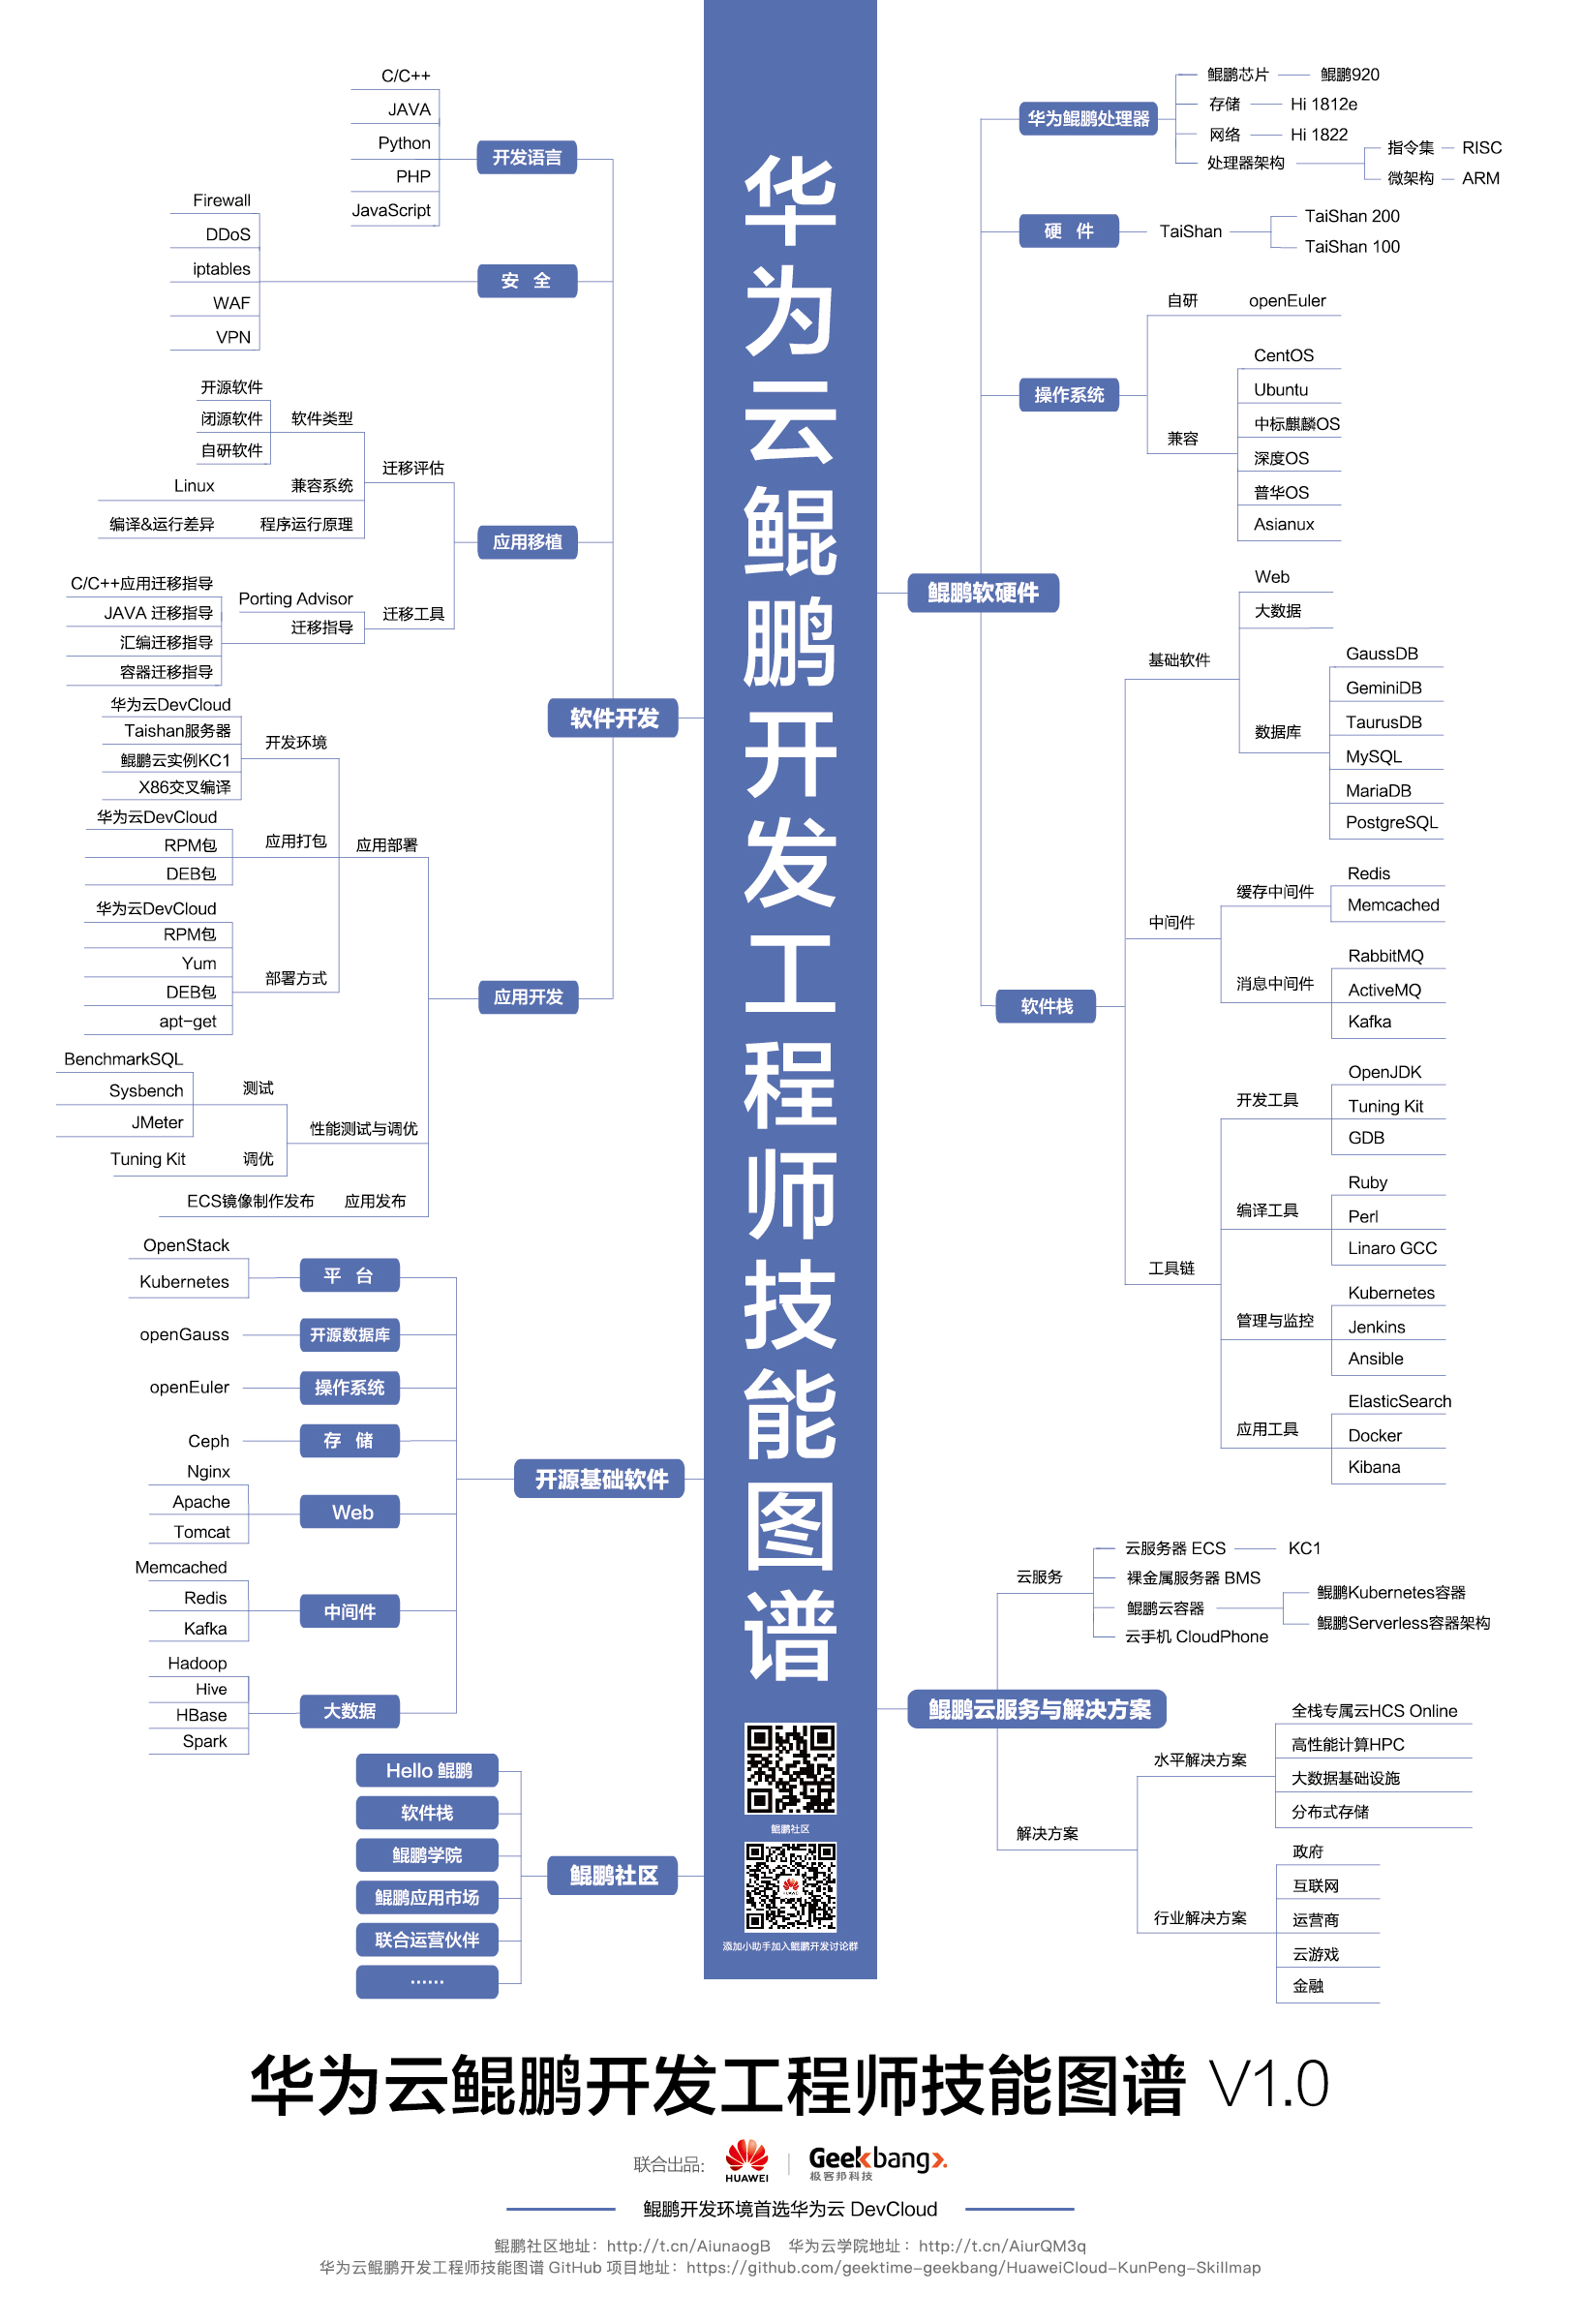 华为云鲲鹏开发工程师技能图谱
鲲鹏社区
HUAWEI
添加小助手加入鲲鹏开发讨论群
软件开发
开发语言
C/C++
JAVA
Python
PHP
JavaScript
安 全
Firewall
DDoS
iptables
WAF
VPN
应用移植
迁移评估
软件类型
开源软件
闭源软件
自研软件
兼容系统
Linux
程序运行原理
编译&运行差异
迁移工具
Porting Advisor
迁移指导
C/C++应用迁移指导
JAVA 迁移指导
汇编迁移指导
容器迁移指导
应用开发
应用部署
开发环境
华为云DevCloud
Taishan服务器
鲲鹏云实例KC1
X86交叉编译
应用打包
华为云DevCloud
RPM包
DEB包
部署方式
华为云DevCloud
RPM包
Yum
DEB包
apt-get
性能测试与调优
测试
BenchmarkSQL
Sysbench
JMeter
调优
Tuning Kit
应用发布
ECS镜像制作发布
开源基础软件
平 台
OpenStack
Kubernetes
开源数据库
openGauss
操作系统
openEuler
存 储
Ceph
Web
Nginx
Apache
Tomcat
中间件
Memcached
Redis
Kafka
大数据
Hadoop
Hive
HBase
Spark
鲲鹏社区
Hello 鲲鹏
软件栈
鲲鹏学院
鲲鹏应用市场
联合运营伙伴
······
鲲鹏软硬件
华为鲲鹏处理器
鲲鹏芯片
鲲鹏920
存储
Hi 1812e
网络
Hi 1822
处理器架构
指令集
RISC
微架构
ARM
硬 件
TaiShan
TaiShan 200
TaiShan 100
操作系统
自研
openEuler
兼容
CentOS
Ubuntu
中标麒麟OS
深度OS
普华OS
Asianux
软件栈
基础软件
Web
大数据
数据库
GaussDB
GeminiDB
TaurusDB
MySQL
MariaDB
PostgreSQL
中间件
缓存中间件
Redis
Memcached
消息中间件
RabbitMQ
ActiveMQ
Kafka
工具链
开发工具
OpenJDK
Tuning Kit
GDB
编译工具
Ruby
Perl
Linaro GCC
管理与监控
Kubernetes
Jenkins
Ansible
应用工具
ElasticSearch
Docker
Kibana
鲲鹏云服务与解决方案
云服务
云服务器 ECS
KC1
裸金属服务器 BMS
鲲鹏云容器
鲲鹏Kubernetes容器
鲲鹏Serverless容器架构
云手机 CloudPhone
解决方案
水平解决方案
全栈专属云HCS Online
高性能计算HPC
大数据基础设施
分布式存储
行业解决方案
政府
互联网
运营商
云游戏
金融
华为云鲲鹏开发工程师技能图谱 V1.0
联合出品: HUAWEI Geekbang>.
极客邦科技
鲲鹏开发环境首选华为云 DevCloud
鲲鹏社区地址：http://t.cn/AiunaogB 华为云学院地址：http://t.cn/AiurQM3q
华为云鲲鹏开发工程师技能图谱 GitHub 项目地址：https://github.com/geektime-geekbang/HuaweiCloud-KunPeng-Skillmap